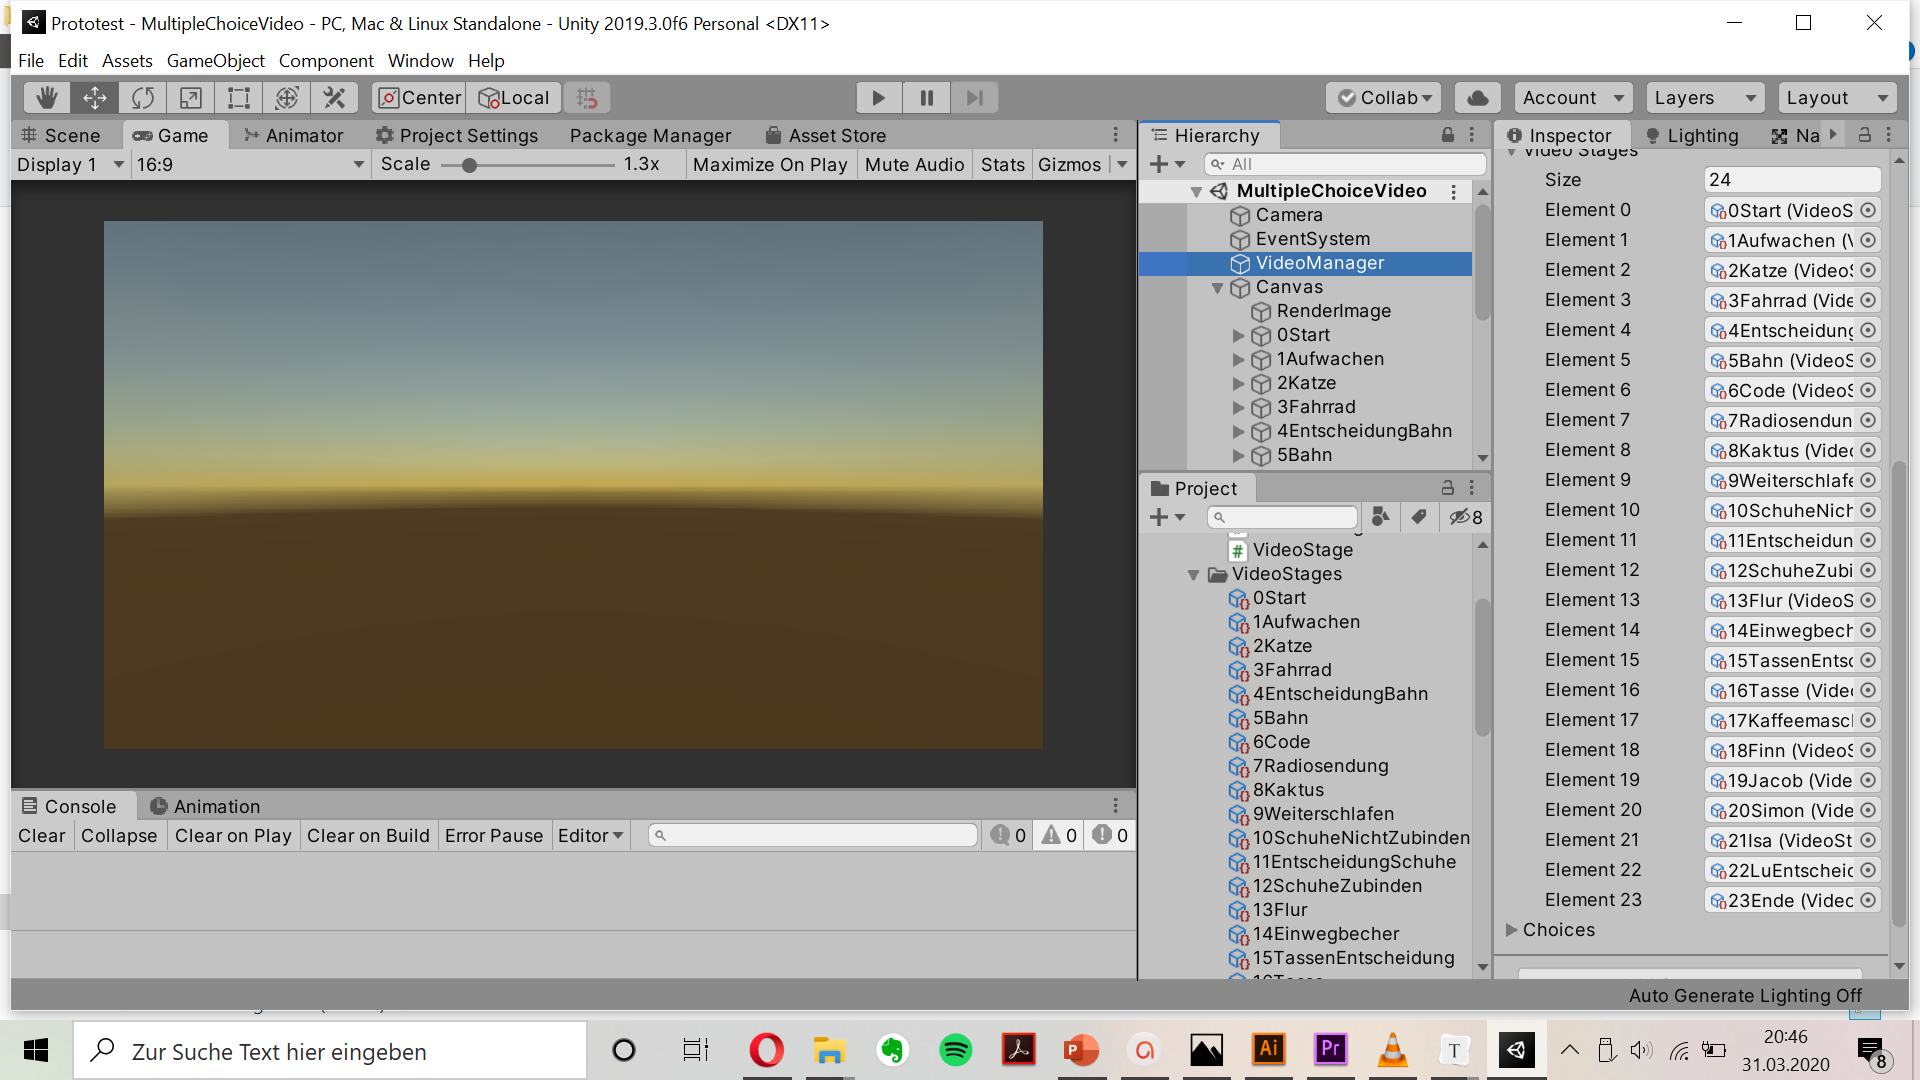 Prototest - MultipleChoiceVideo - PC, Mac & Linux Standalone - Unity 2019.3.0f6 Personal <DX11>
File Edit Assets GameObject Component Window Help
Center Local Collab Account Layers Layout
Scene Game Animator Project Settings Package Manager Asset Store
Display 1 16:9 Scale 1.3x Maximize On Play Mute Audio Stats Gizmos
Hierarchy
All
MultipleChoiceVideo
Camera
EventSystem
VideoManager
Canvas
RenderImage
0Start
1Aufwachen
2Katze
3Fahrrad
4EntscheidungBahn
5Bahn
Project
8
VideoStage
VideoStages
0Start
1Aufwachen
2Katze
3Fahrrad
4EntscheidungBahn
5Bahn
6Code
7Radiosendung
8Kaktus
9Weiterschlafen
10SchuheNichtZubinden
11EntscheidungSchuhe
12SchuheZubinden
13Flur
14Einwegbecher
15TassenEntscheidung
Inspector Lighting Na
Video Stages
Size 24
Element 0 0Start (VideoS
Element 1 1Aufwachen (V
Element 2 2Katze (VideoS
Element 3 3Fahrrad (Vide
Element 4 4Entscheidung
Element 5 5Bahn (VideoS
Element 6 6Code (VideoS
Element 7 7Radiosendun
Element 8 8Kaktus (Video
Element 9 9Weiterschlafe
Element 10 10SchuheNich
Element 11 11Entscheidun
Element 12 12SchuheZubi
Element 13 13Flur (VideoS
Element 14 14Einwegbech
Element 15 15TassenEntsc
Element 16 16Tasse (Video
Element 17 17Kaffeemasc
Element 18 18Finn (VideoS
Element 19 19Jacob (Vide
Element 20 20Simon (Vide
Element 21 21Isa (VideoSt
Element 22 22LuEntscheid
Element 23 23Ende (Video
Choices
Console Animation
Clear Collapse Clear on Play Clear on Build Error Pause Editor 0 0 0
Auto Generate Lighting Off
Zur Suche Text hier eingeben
P Ai Pr T
20:46
31.03.2020
8